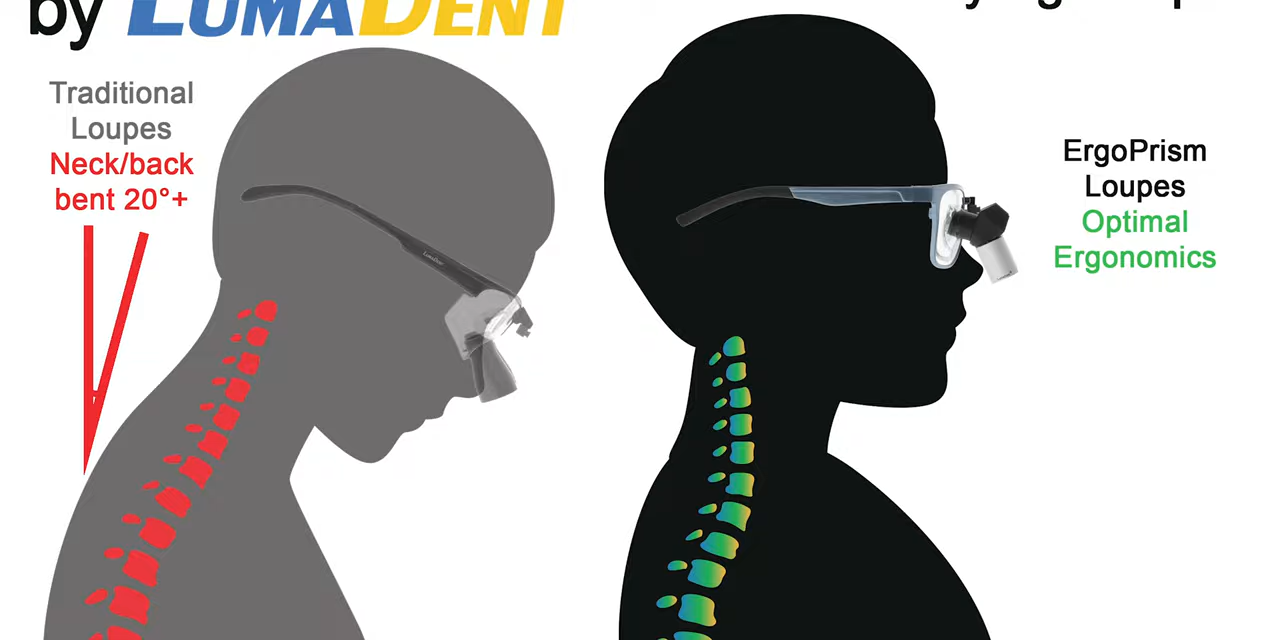 by LUMADENT
Traditional
Loupes
Neck/back
bent 20°+
ErgoPrism
Loupes
Optimal
Ergonomics